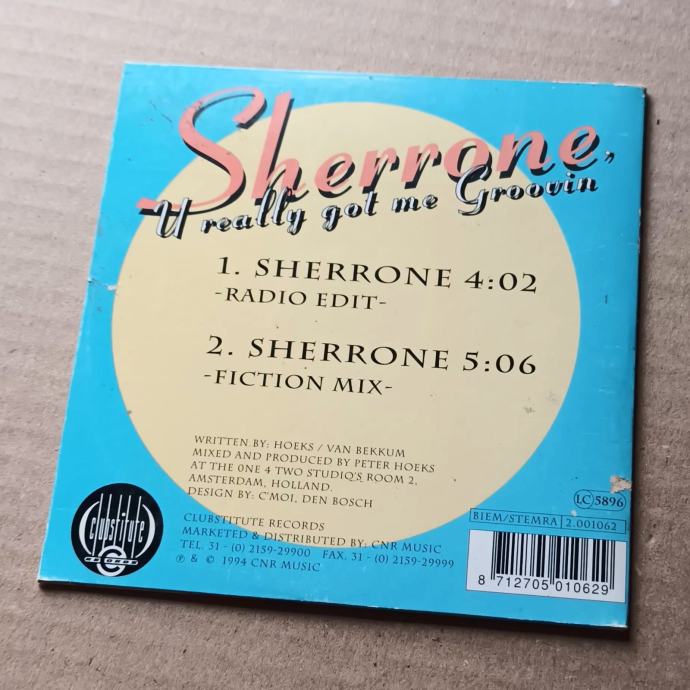 Sherrone,
U really got me Groovin
1. SHERRONE 4:02
-RADIO EDIT-
2. SHERRONE 5:06
-FICTION MIX-
WRITTEN BY: HOEKS / VAN BEKKUM
MIXED AND PRODUCED BY PETER HOEKS
AT THE ONE 4 TWO STUDIO'S ROOM 2,
AMSTERDAM, HOLLAND.
DESIGN BY: C'MOI, DEN BOSCH
CLUBSTITUTE RECORDS
MARKETED & DISTRIBUTED BY: CNR MUSIC
TEL. 31 - (0) 2159-29900 FAX. 31 - (0) 2159-29999
℗ & © 1994 CNR MUSIC
clubstitute
RECORDS
LC 5896
BIEM/STEMRA 2.001062
8 712705 010629